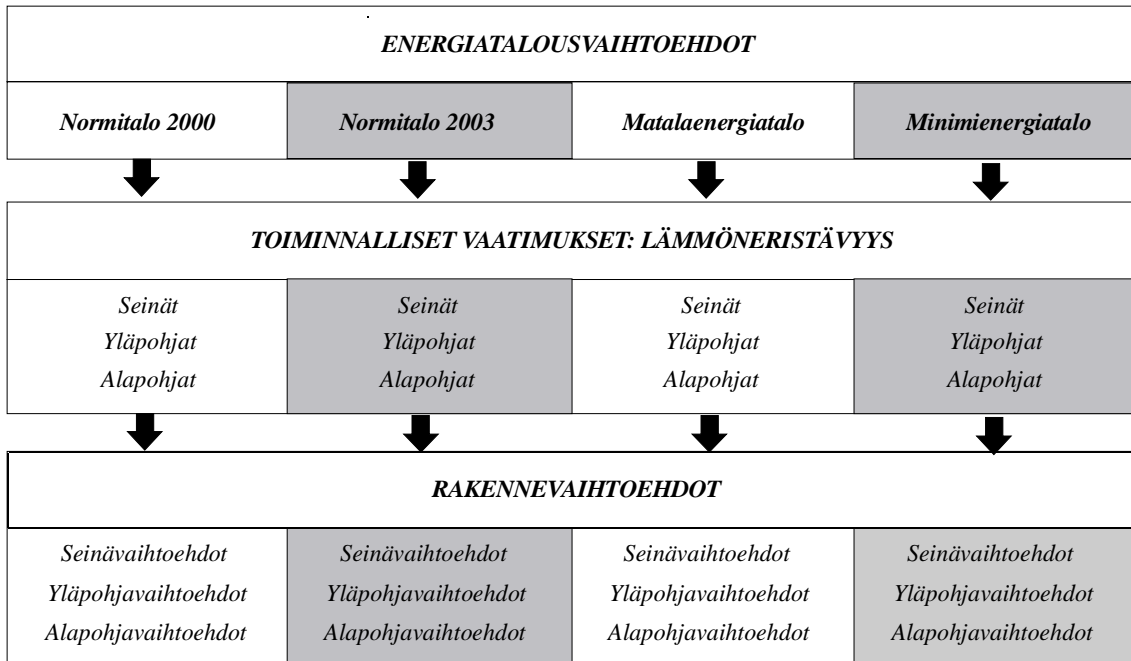 ENERGIATALOUSVAIHTOEHDOT
Normitalo 2000 Normitalo 2003 Matalaenergiatalo Minimienergiatalo
TOIMINNALLISET VAATIMUKSET: LÄMMÖNERISTÄVYYS
Seinät Seinät Seinät Seinät
Yläpohjat Yläpohjat Yläpohjat Yläpohjat
Alapohjat Alapohjat Alapohjat Alapohjat
RAKENNEVAIHTOEHDOT
Seinävaihtoehdot Seinävaihtoehdot Seinävaihtoehdot Seinävaihtoehdot
Yläpohjavaihtoehdot Yläpohjavaihtoehdot Yläpohjavaihtoehdot Yläpohjavaihtoehdot
Alapohjavaihtoehdot Alapohjavaihtoehdot Alapohjavaihtoehdot Alapohjavaihtoehdot